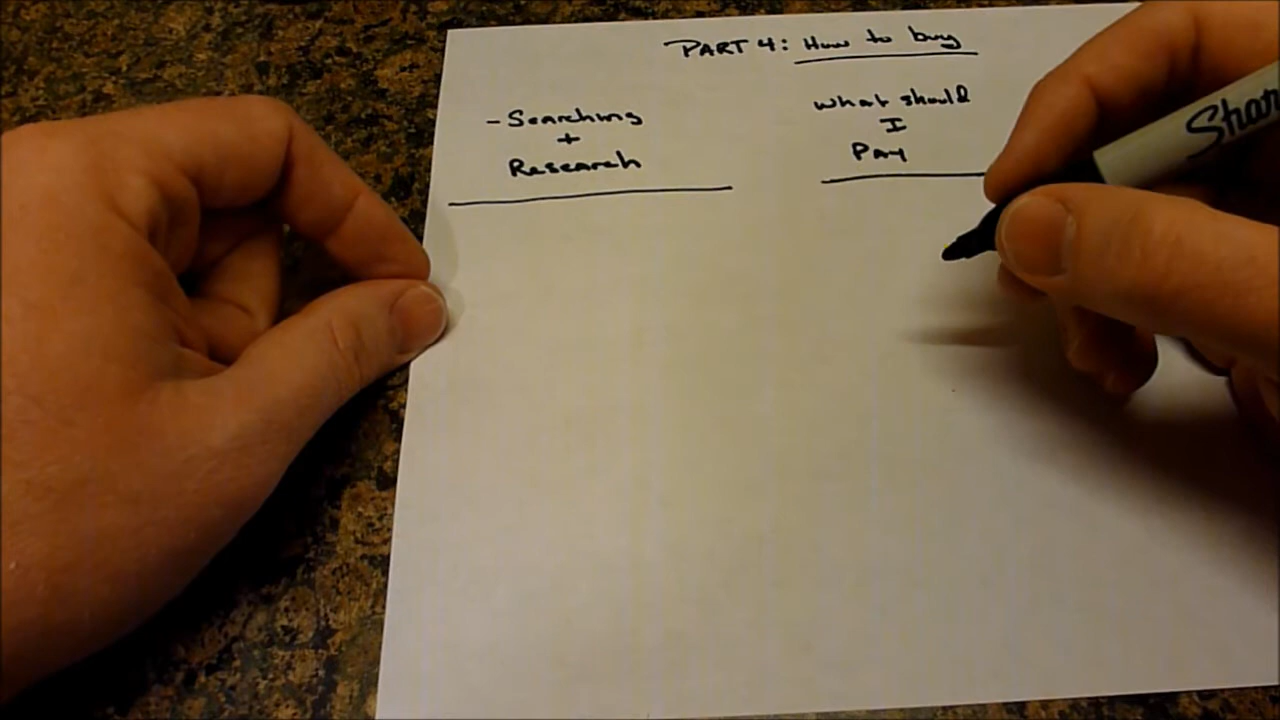 PART 4: How to buy
- Searching
+
Research
what should
I
Pay
Shar